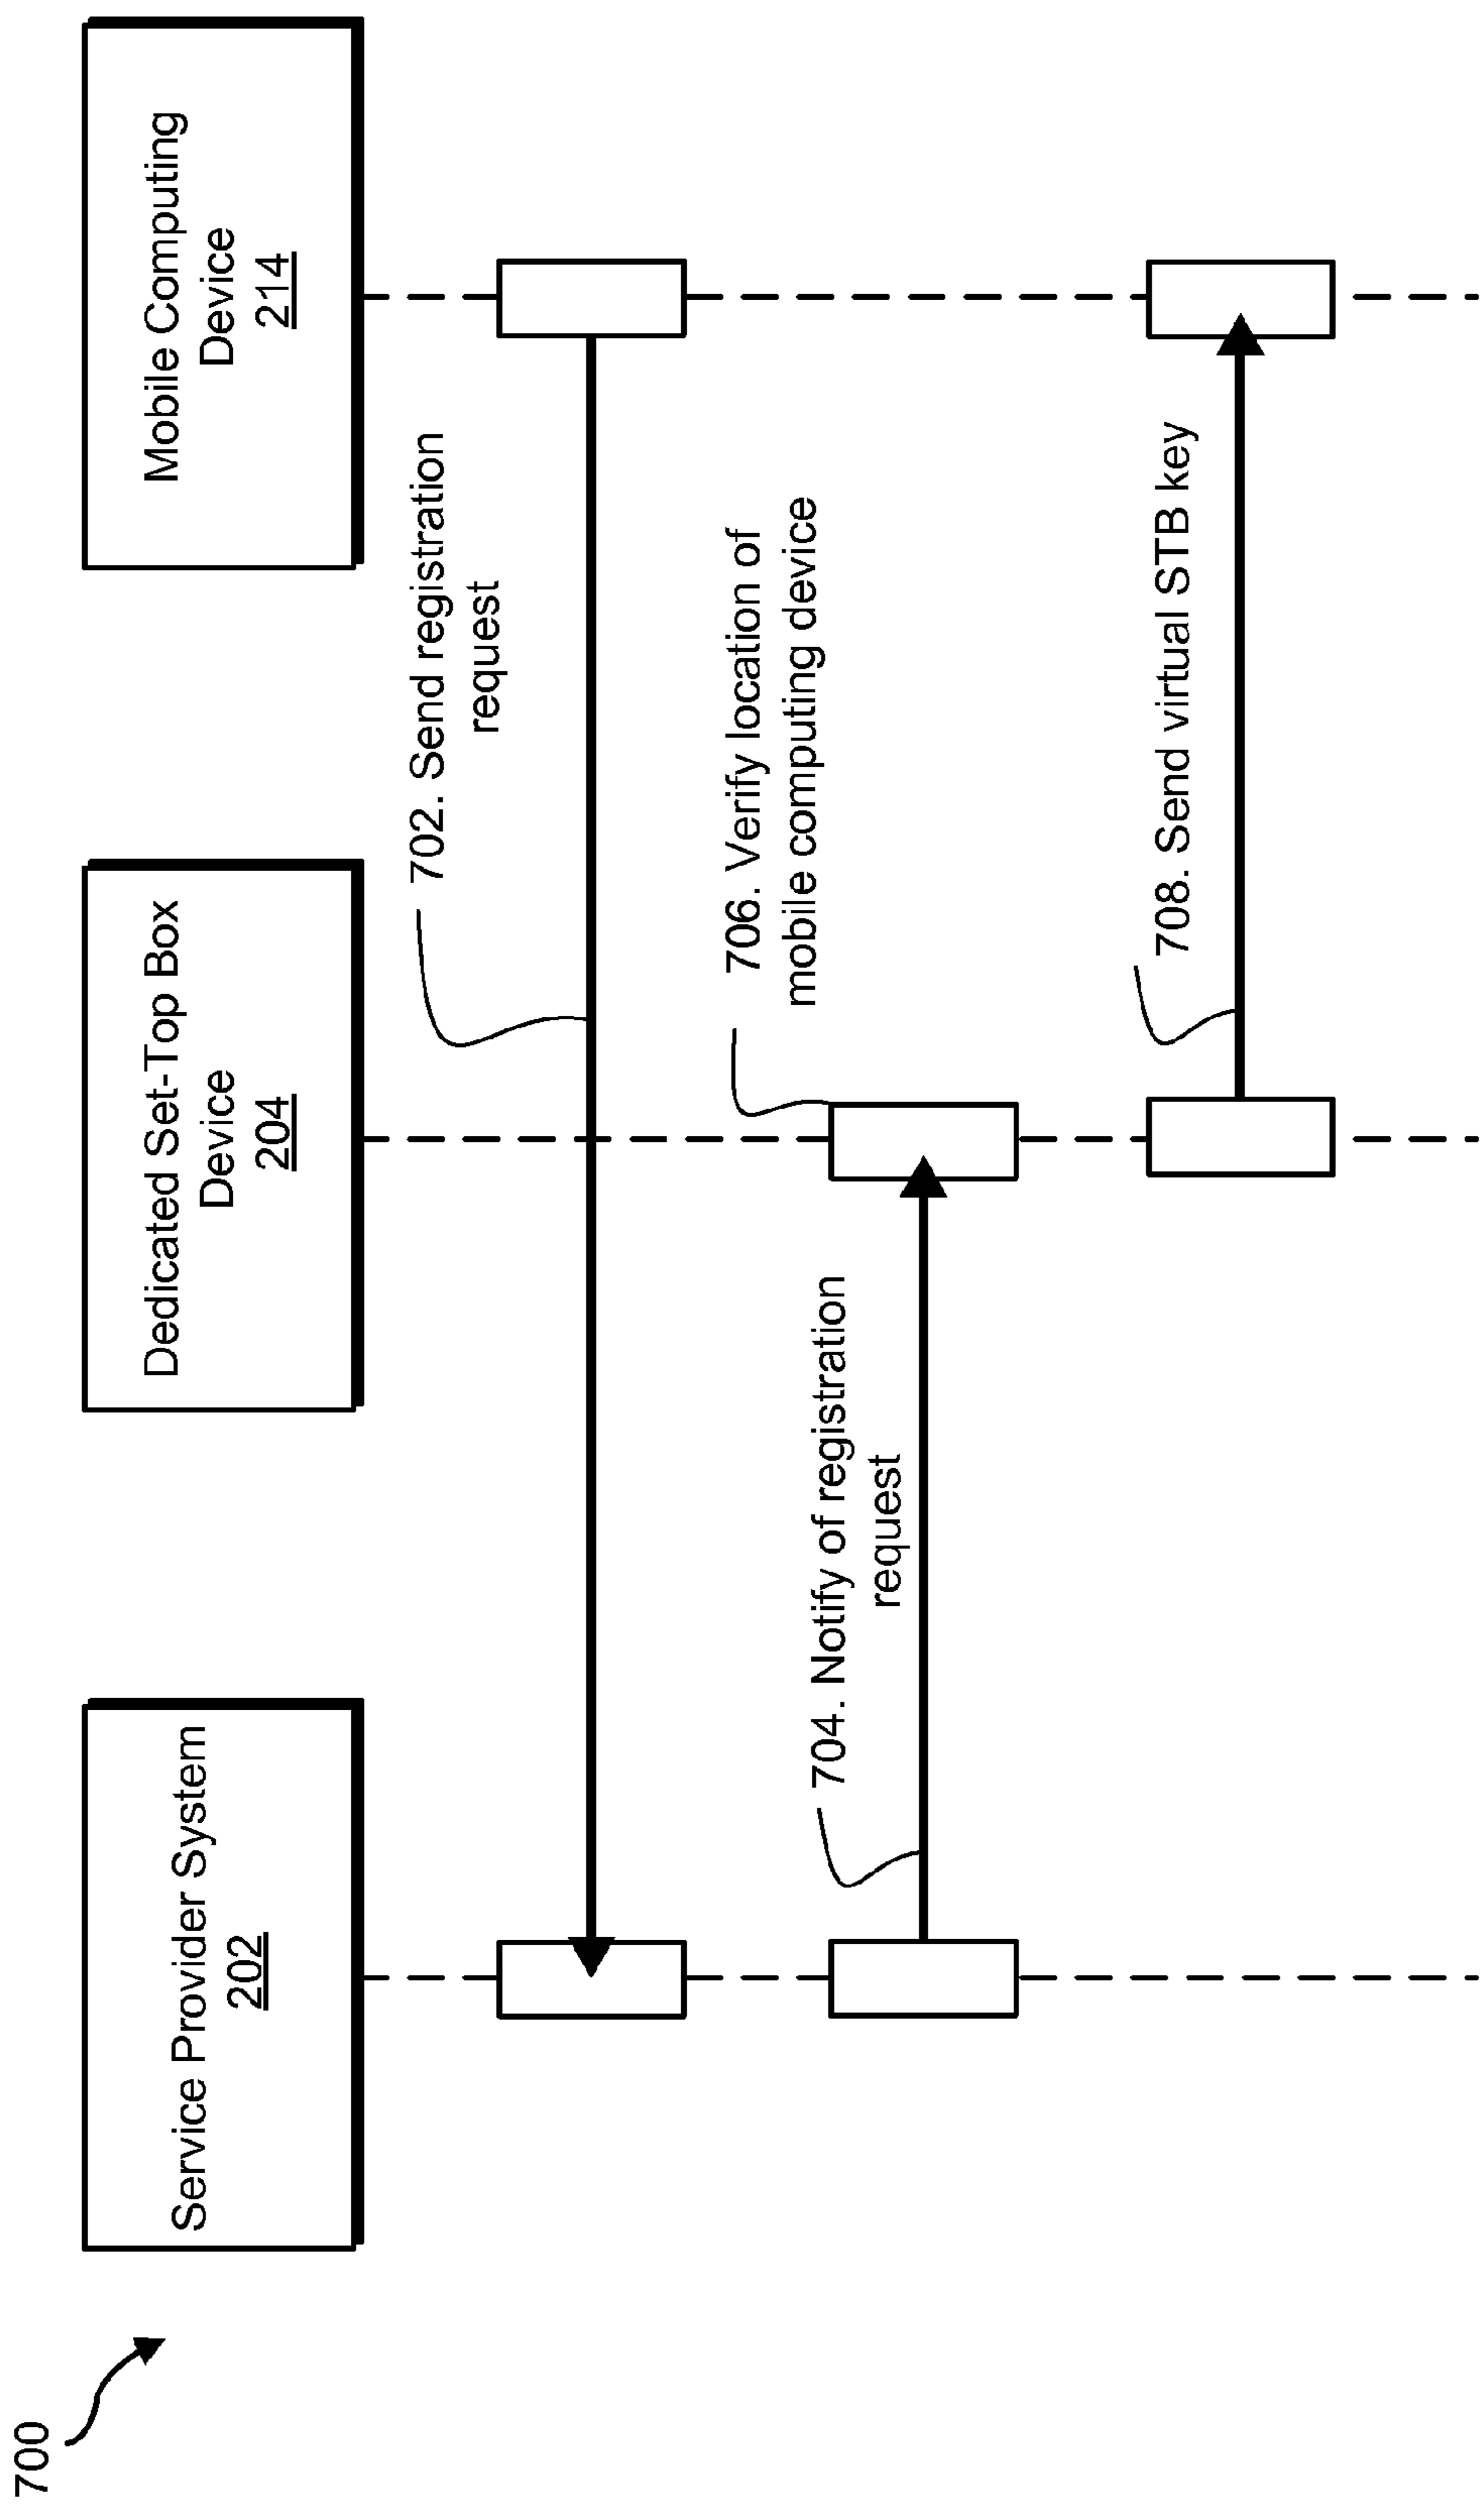 700
Service Provider System
202
Dedicated Set-Top Box
Device
204
Mobile Computing
Device
214
702. Send registration
request
704. Notify of registration
request
706. Verify location of
mobile computing device
708. Send virtual STB key